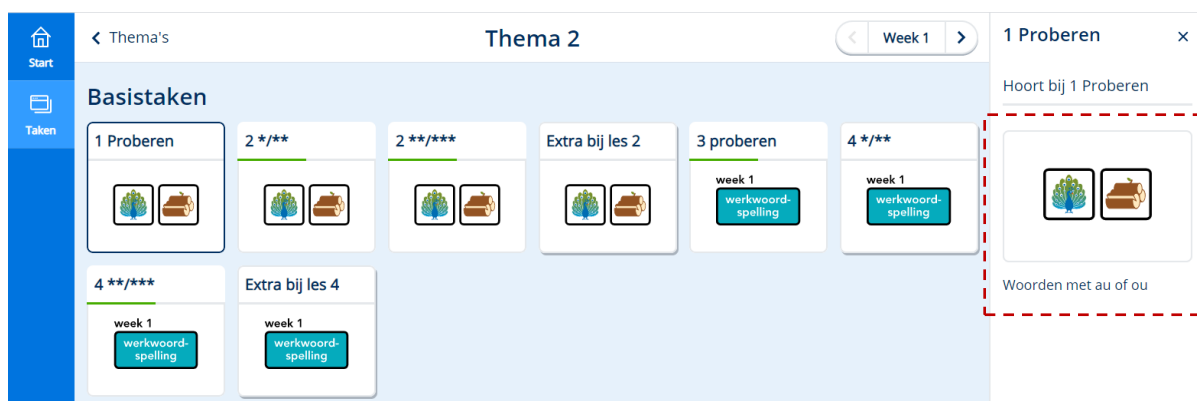 Start
Taken
Thema's
Thema 2
Week 1
Basistaken
1 Proberen
2 */**
2 **/***
Extra bij les 2
3 proberen
week 1
werkwoord-
spelling
4 */**
week 1
werkwoord-
spelling
4 **/***
week 1
werkwoord-
spelling
Extra bij les 4
week 1
werkwoord-
spelling
1 Proberen
Hoort bij 1 Proberen
Woorden met au of ou